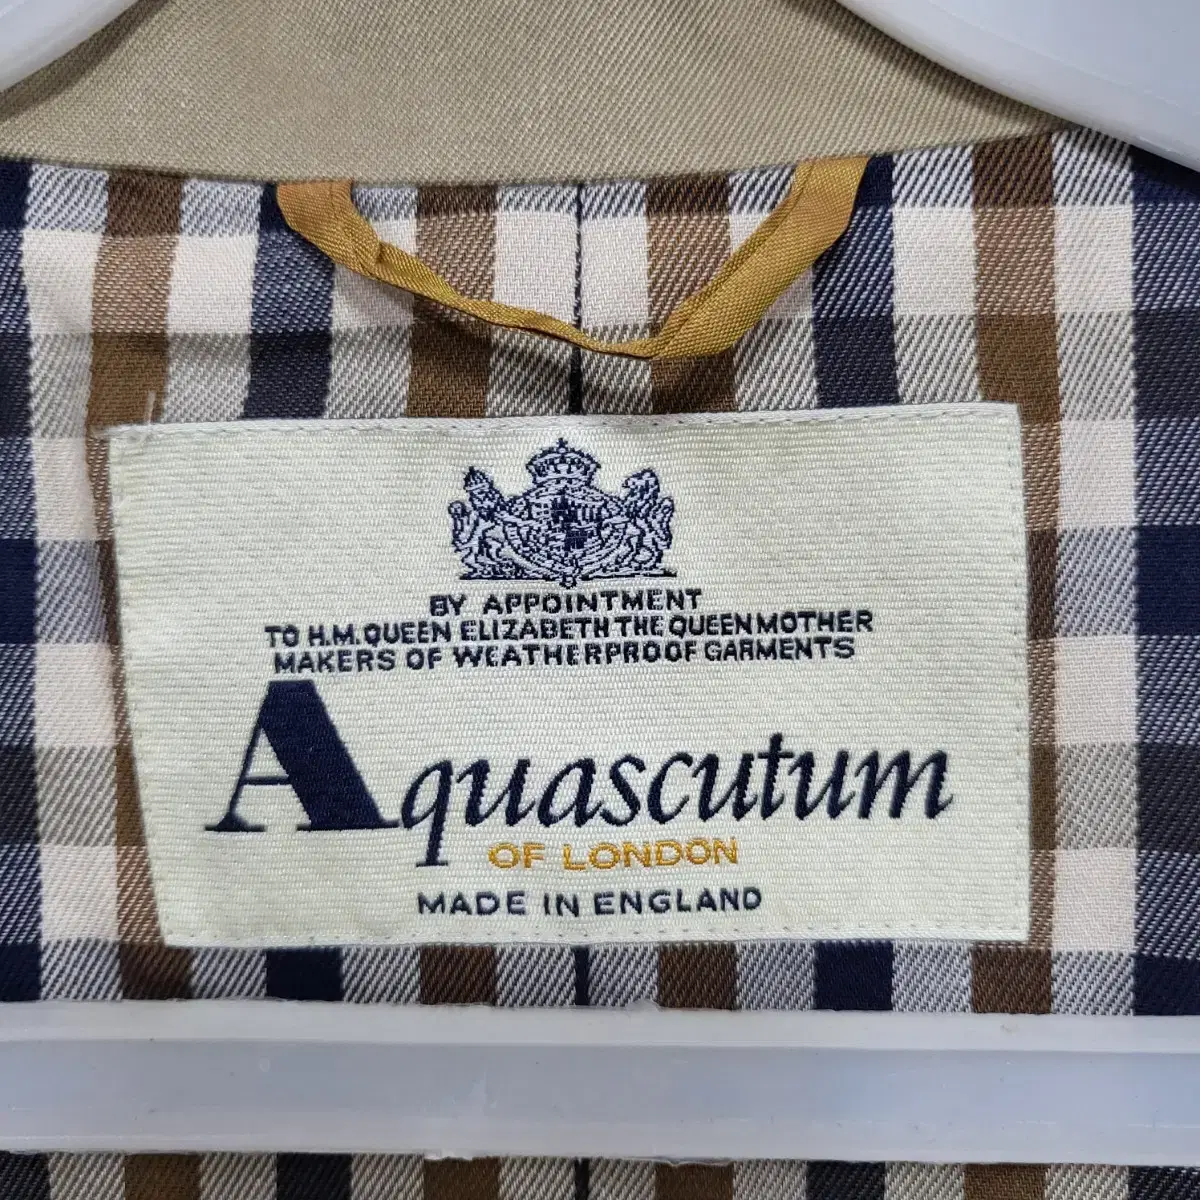 BY APPOINTMENT
TO H.M. QUEEN ELIZABETH THE QUEEN MOTHER
MAKERS OF WEATHERPROOF GARMENTS
Aquascutum
OF LONDON
MADE IN ENGLAND